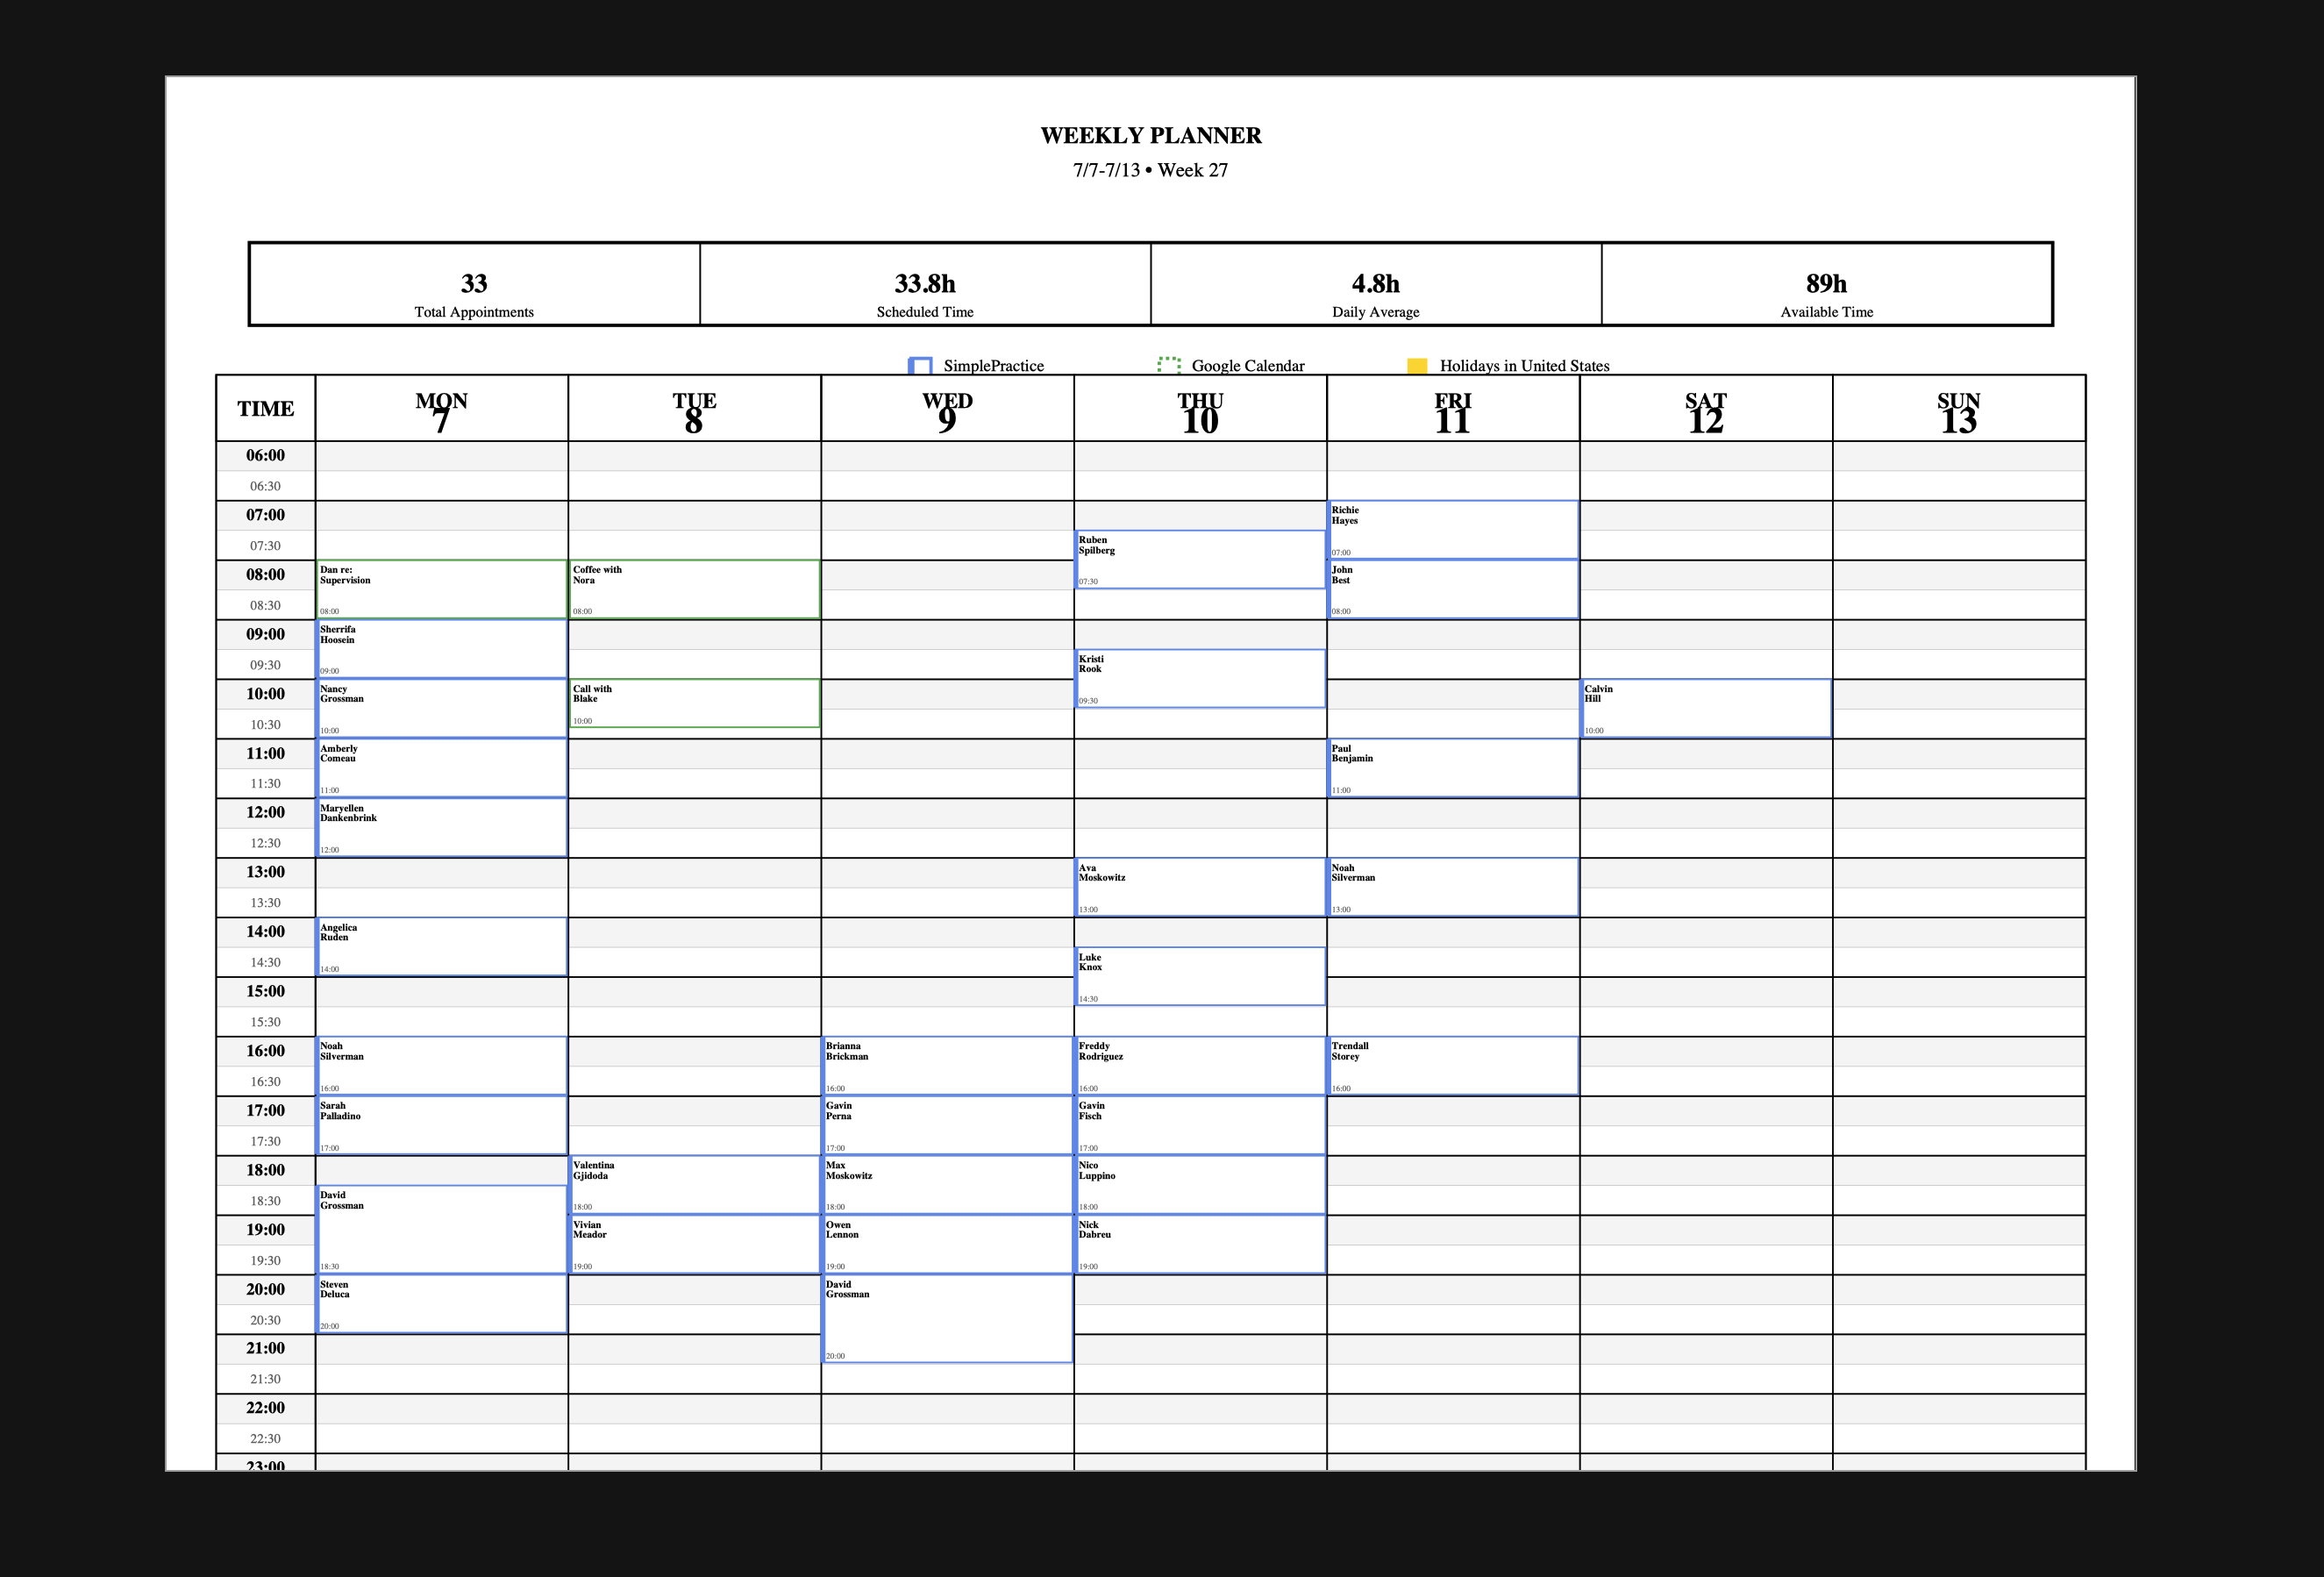 WEEKLY PLANNER
7/7-7/13 • Week 27
33
Total Appointments
33.8h
Scheduled Time
4.8h
Daily Average
89h
Available Time
SimplePractice
Google Calendar
Holidays in United States
TIME
MON
7
TUE
8
WED
9
THU
10
FRI
11
SAT
12
SUN
13
06:00
06:30
07:00
Richie
Hayes
07:00
07:30
Ruben
Spilberg
07:30
08:00
Dan re:
Supervision
08:00
Coffee with
Nora
08:00
John
Best
08:00
08:30
09:00
Sherrifa
Hoosein
09:00
09:30
Kristi
Rook
09:30
10:00
Nancy
Grossman
10:00
Call with
Blake
10:00
Calvin
Hill
10:00
10:30
11:00
Amberly
Comeau
11:00
Paul
Benjamin
11:00
11:30
12:00
Maryellen
Dankenbrink
12:00
12:30
13:00
Ava
Moskowitz
13:00
Noah
Silverman
13:00
13:30
14:00
Angelica
Ruden
14:00
14:30
Luke
Knox
14:30
15:00
15:30
16:00
Noah
Silverman
16:00
Brianna
Brickman
16:00
Freddy
Rodriguez
16:00
Trendall
Storey
16:00
16:30
17:00
Sarah
Palladino
17:00
Gavin
Perna
17:00
Gavin
Fisch
17:00
17:30
18:00
Valentina
Gjidoda
18:00
Max
Moskowitz
18:00
Nico
Luppino
18:00
18:30
David
Grossman
18:30
19:00
Vivian
Meador
19:00
Owen
Lennon
19:00
Nick
Dabreu
19:00
19:30
20:00
Steven
Deluca
20:00
David
Grossman
20:00
20:30
21:00
21:30
22:00
22:30
23:00